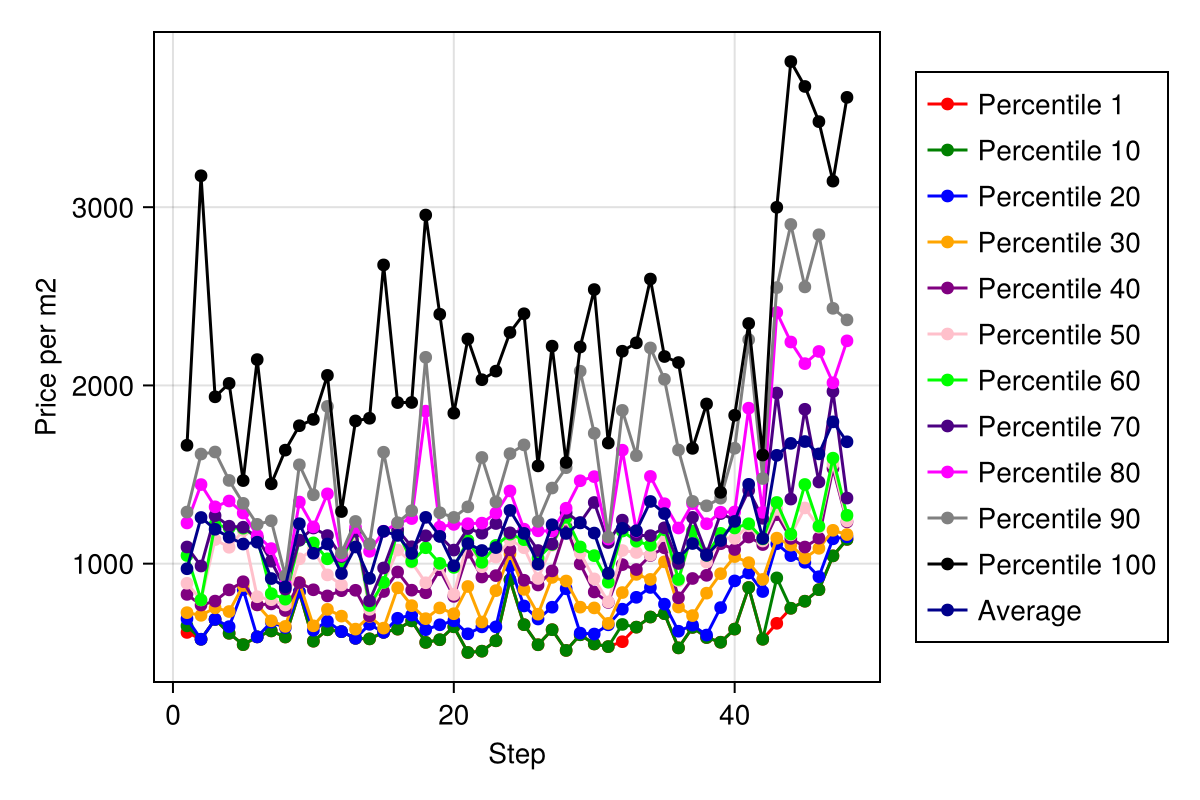 3000
2000
1000
0
20
40
Price per m2
Step
Percentile 1
Percentile 10
Percentile 20
Percentile 30
Percentile 40
Percentile 50
Percentile 60
Percentile 70
Percentile 80
Percentile 90
Percentile 100
Average